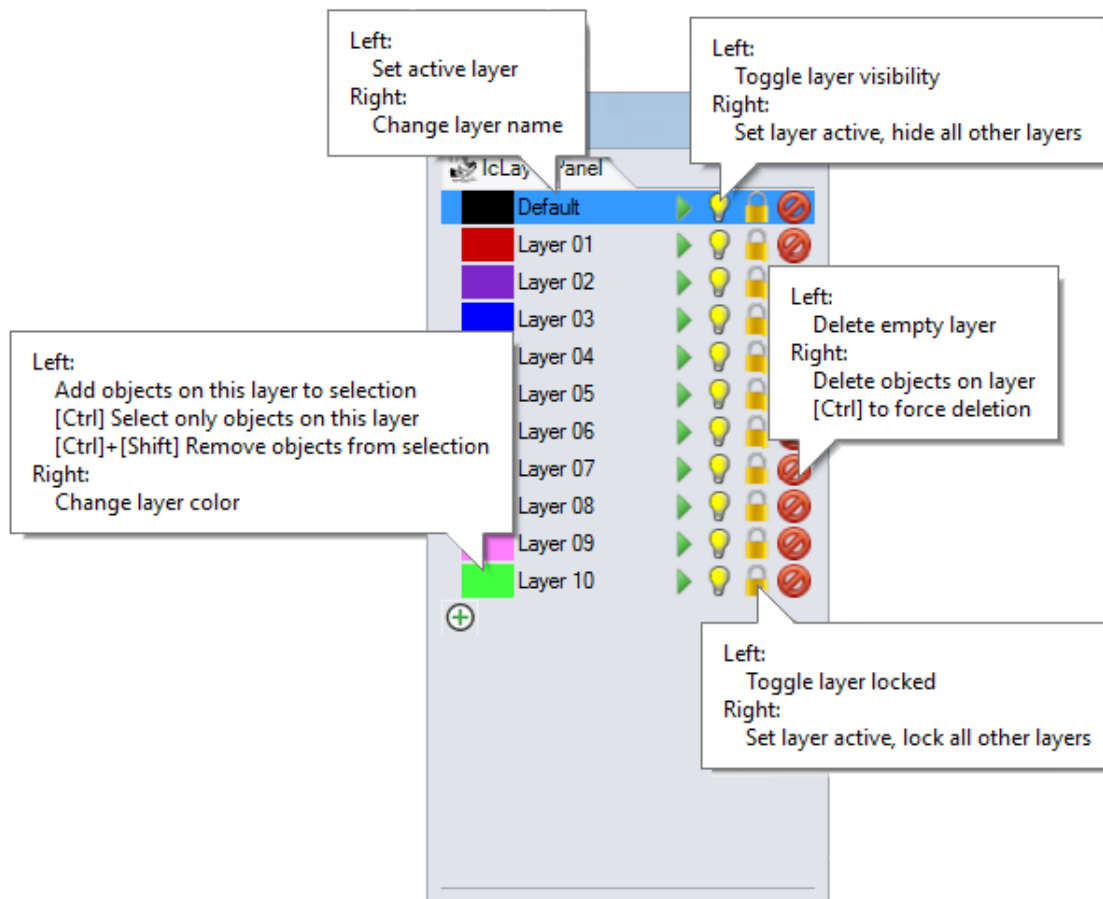 Left:
Set active layer
Right:
Change layer name
Left:
Toggle layer visibility
Right:
Set layer active, hide all other layers
IcLay Panel
Default
Layer 01
Layer 02
Layer 03
Layer 04
Layer 05
Layer 06
Layer 07
Layer 08
Layer 09
Layer 10
Left:
Delete empty layer
Right:
Delete objects on layer
[Ctrl] to force deletion
Left:
Add objects on this layer to selection
[Ctrl] Select only objects on this layer
[Ctrl]+[Shift] Remove objects from selection
Right:
Change layer color
Left:
Toggle layer locked
Right:
Set layer active, lock all other layers